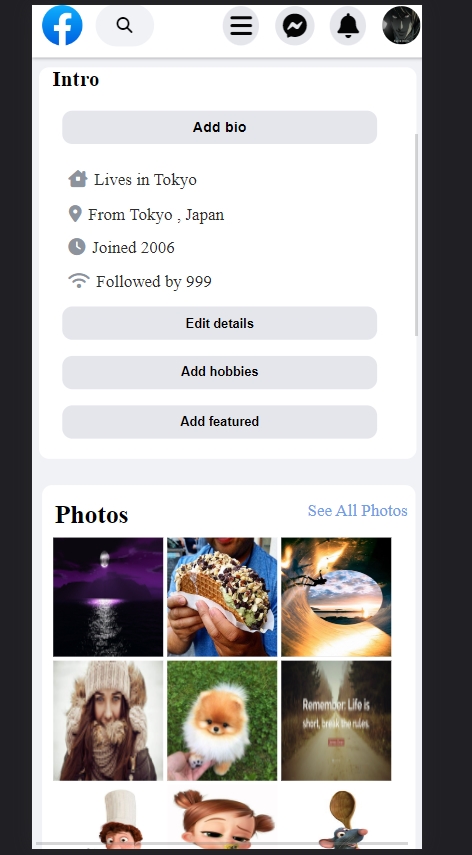 Intro
Add bio
Lives in Tokyo
From Tokyo , Japan
Joined 2006
Followed by 999
Edit details
Add hobbies
Add featured
Photos
See All Photos
Remember: Life is
short, break the rules.